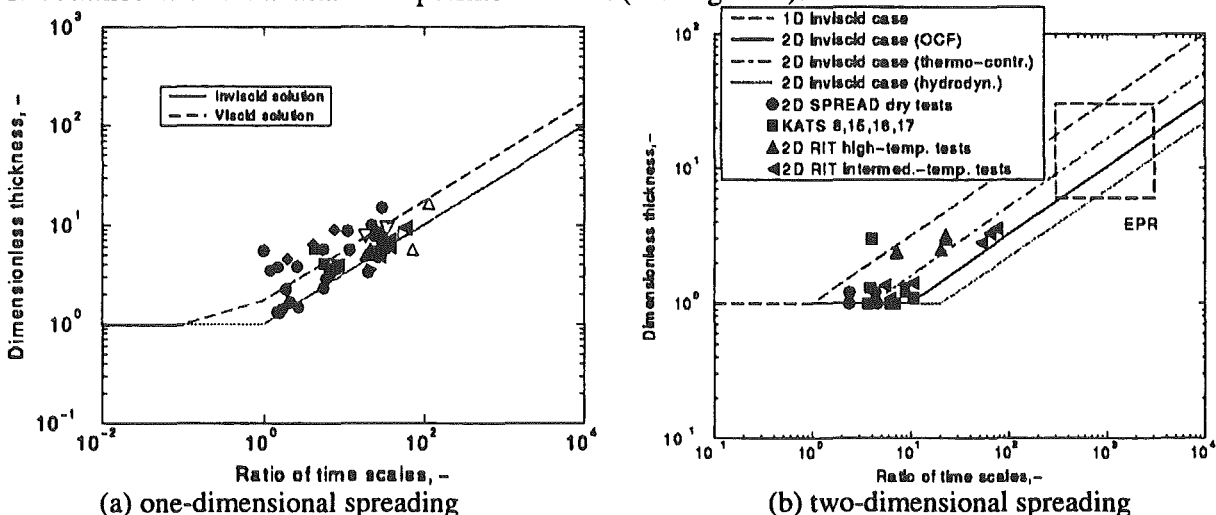 10³
10²
10¹
10⁰
10⁻¹
Dimensionless thickness, –
Inviscid solution
Viscid solution
10⁻²
10⁰
10²
10⁴
Ratio of time scales, –
(a) one-dimensional spreading
1D Inviscid case
2D Inviscid case (OCF)
2D Inviscid case (thermo-contr.)
2D Inviscid case (hydrodyn.)
2D SPREAD dry tests
KATS 8,15,16,17
2D RIT high-temp. tests
2D RIT intermed.-temp. tests
EPR
10²
10¹
10⁰
10⁻¹
Dimensionless thickness,–
10⁻¹
10⁰
10¹
10²
10³
10⁴
Ratio of time scales,–
(b) two-dimensional spreading